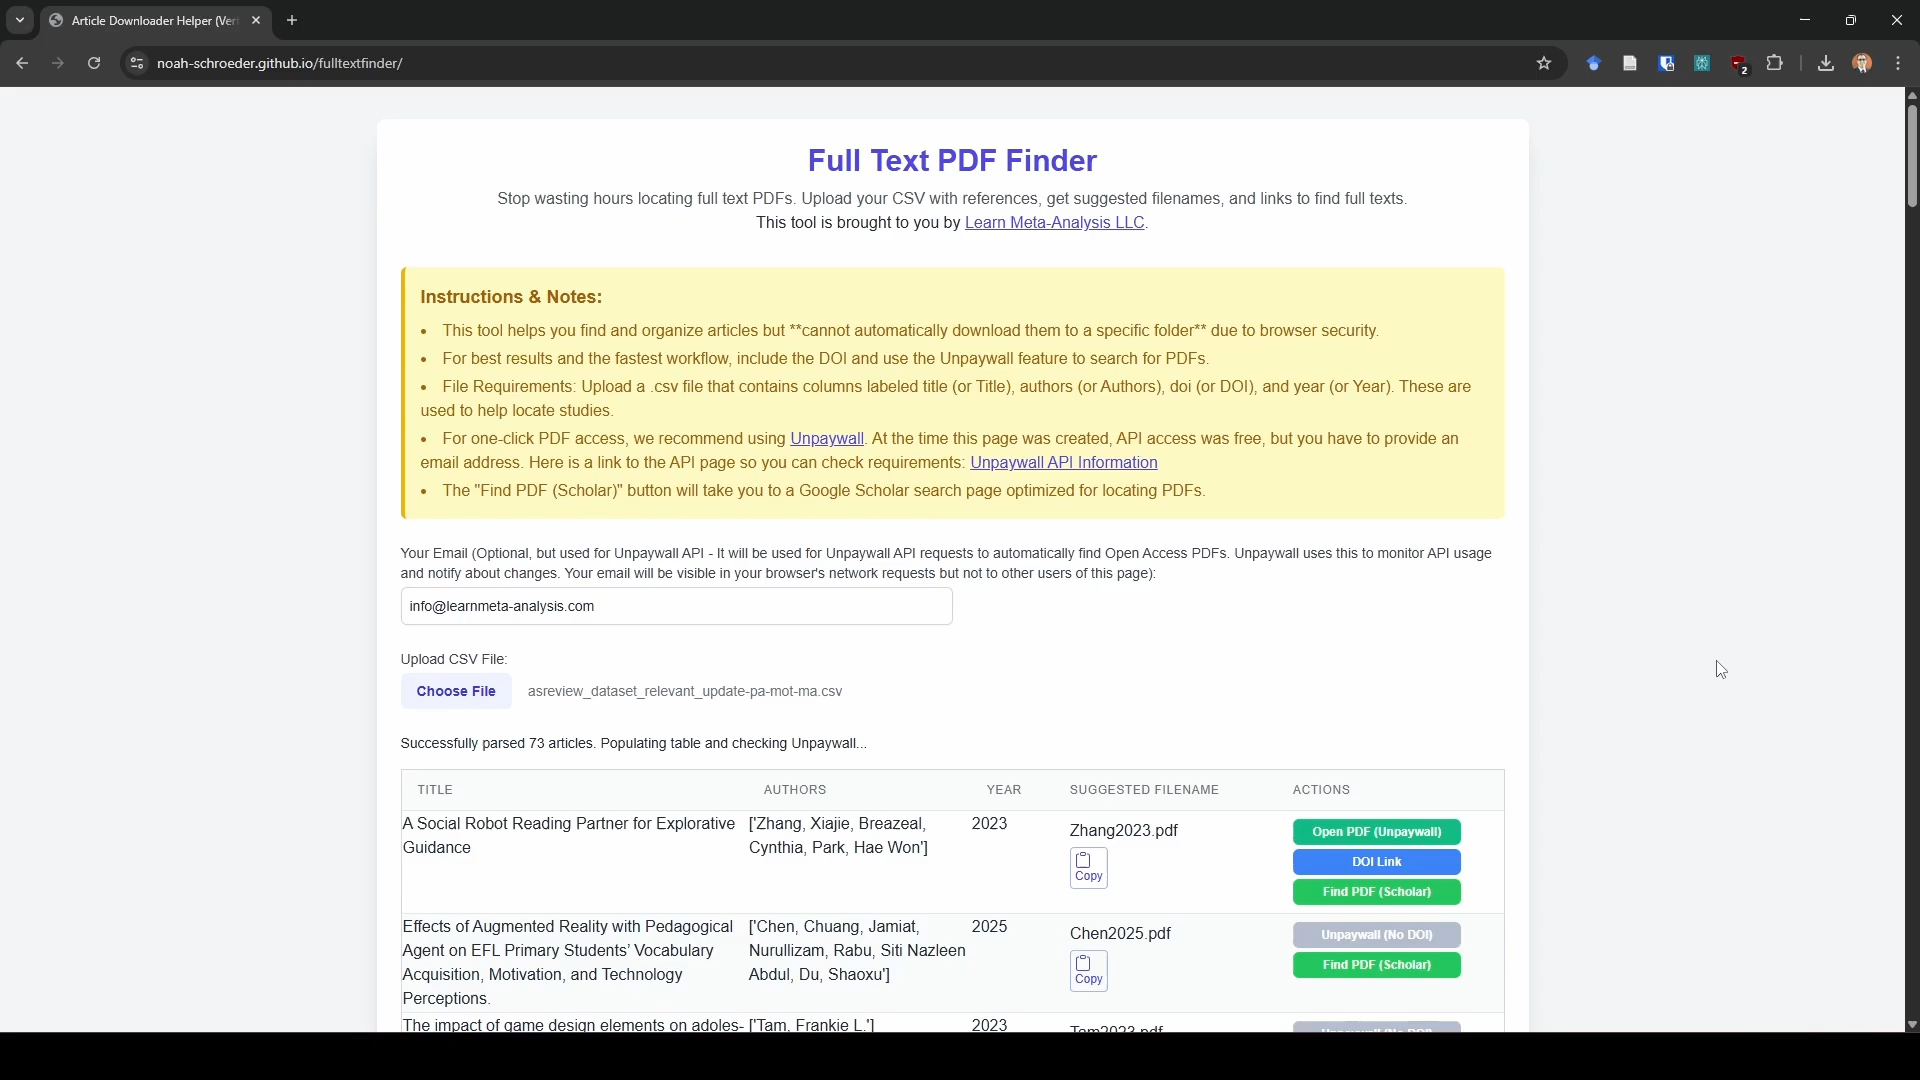 Article Downloader Helper (Ver
noah-schroeder.github.io/fulltextfinder/
2
Full Text PDF Finder
Stop wasting hours locating full text PDFs. Upload your CSV with references, get suggested filenames, and links to find full texts.
This tool is brought to you by Learn Meta-Analysis LLC.
Instructions & Notes:
• This tool helps you find and organize articles but **cannot automatically download them to a specific folder** due to browser security.
• For best results and the fastest workflow, include the DOI and use the Unpaywall feature to search for PDFs.
• File Requirements: Upload a .csv file that contains columns labeled title (or Title), authors (or Authors), doi (or DOI), and year (or Year). These are
used to help locate studies.
• For one-click PDF access, we recommend using Unpaywall. At the time this page was created, API access was free, but you have to provide an
email address. Here is a link to the API page so you can check requirements: Unpaywall API Information
• The "Find PDF (Scholar)" button will take you to a Google Scholar search page optimized for locating PDFs.
Your Email (Optional, but used for Unpaywall API - It will be used for Unpaywall API requests to automatically find Open Access PDFs. Unpaywall uses this to monitor API usage
and notify about changes. Your email will be visible in your browser's network requests but not to other users of this page):
info@learnmeta-analysis.com
Upload CSV File:
Choose File asreview_dataset_relevant_update-pa-mot-ma.csv
Successfully parsed 73 articles. Populating table and checking Unpaywall...
TITLE AUTHORS YEAR SUGGESTED FILENAME ACTIONS
A Social Robot Reading Partner for Explorative
Guidance
['Zhang, Xiajie, Breazeal,
Cynthia, Park, Hae Won']
2023
Zhang2023.pdf
Copy
Open PDF (Unpaywall)
DOI Link
Find PDF (Scholar)
Effects of Augmented Reality with Pedagogical
Agent on EFL Primary Students' Vocabulary
Acquisition, Motivation, and Technology
Perceptions.
['Chen, Chuang, Jamiat,
Nurullizam, Rabu, Siti Nazleen
Abdul, Du, Shaoxu']
2025
Chen2025.pdf
Copy
Unpaywall (No DOI)
Find PDF (Scholar)
The impact of game design elements on adoles-
['Tam, Frankie L.']
2023
Tam2023.pdf
Unpaywall (No DOI)